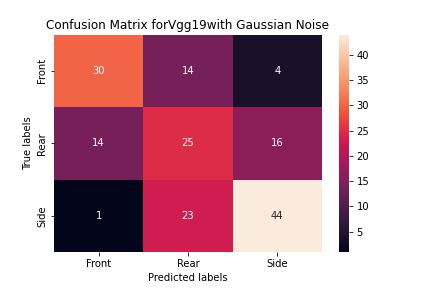 Confusion Matrix forVgg19with Gaussian Noise
Front
30
14
4
Rear
14
25
16
Side
1
23
44
True labels
Front
Rear
Side
Predicted labels
40
35
30
25
20
15
10
5